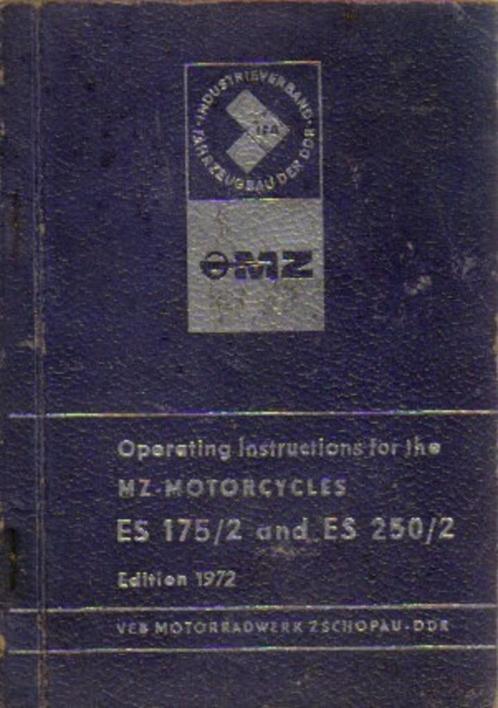 INDUSTRIEVERBAND
FAHRZEUGBAU DER DDR
IFA
MZ
Operating Instructions for the
MZ-MOTORCYCLES
ES 175/2 and ES 250/2
Edition 1972
VEB MOTORRADWERK ZSCHOPAU-DDR